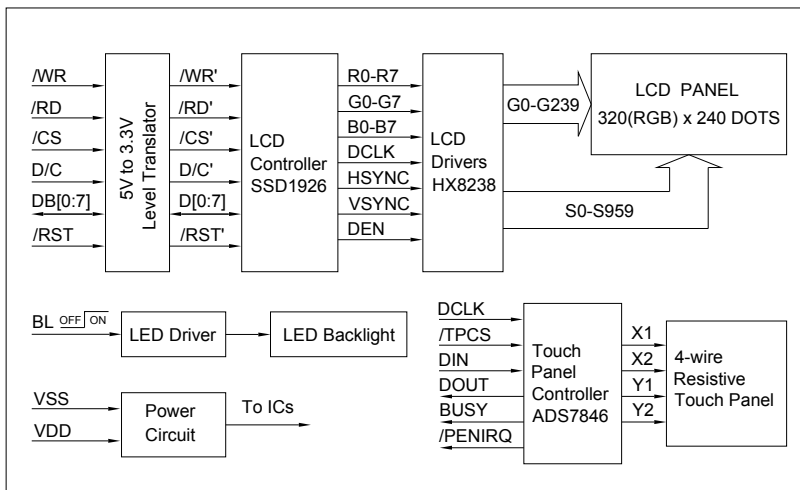 /WR
/RD
/CS
D/C
DB[0:7]
/RST
5V to 3.3V
Level Translator
/WR'
/RD'
/CS'
D/C'
D[0:7]
/RST'
LCD
Controller
SSD1926
R0-R7
G0-G7
B0-B7
DCLK
HSYNC
VSYNC
DEN
LCD
Drivers
HX8238
G0-G239
S0-S959
LCD PANEL
320(RGB) x 240 DOTS
BL OFF ON
LED Driver
LED Backlight
VSS
VDD
Power
Circuit
To ICs
DCLK
/TPCS
DIN
DOUT
BUSY
/PENIRQ
Touch
Panel
Controller
ADS7846
X1
X2
Y1
Y2
4-wire
Resistive
Touch Panel